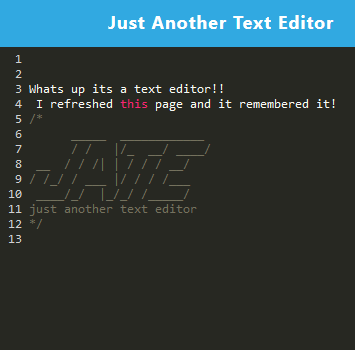 Just Another Text Editor
1
2
3 Whats up its a text editor!!
4  I refreshed this page and it remembered it!
5 /*
6       _____  ____________
7       / /   |/_  __/ ____/
8  __  / / /| | / / / __/
9 / /_/ / ___ |/ / / /___
10  ____/_/  |_/_/ /_____/
11 just another text editor
12 */
13